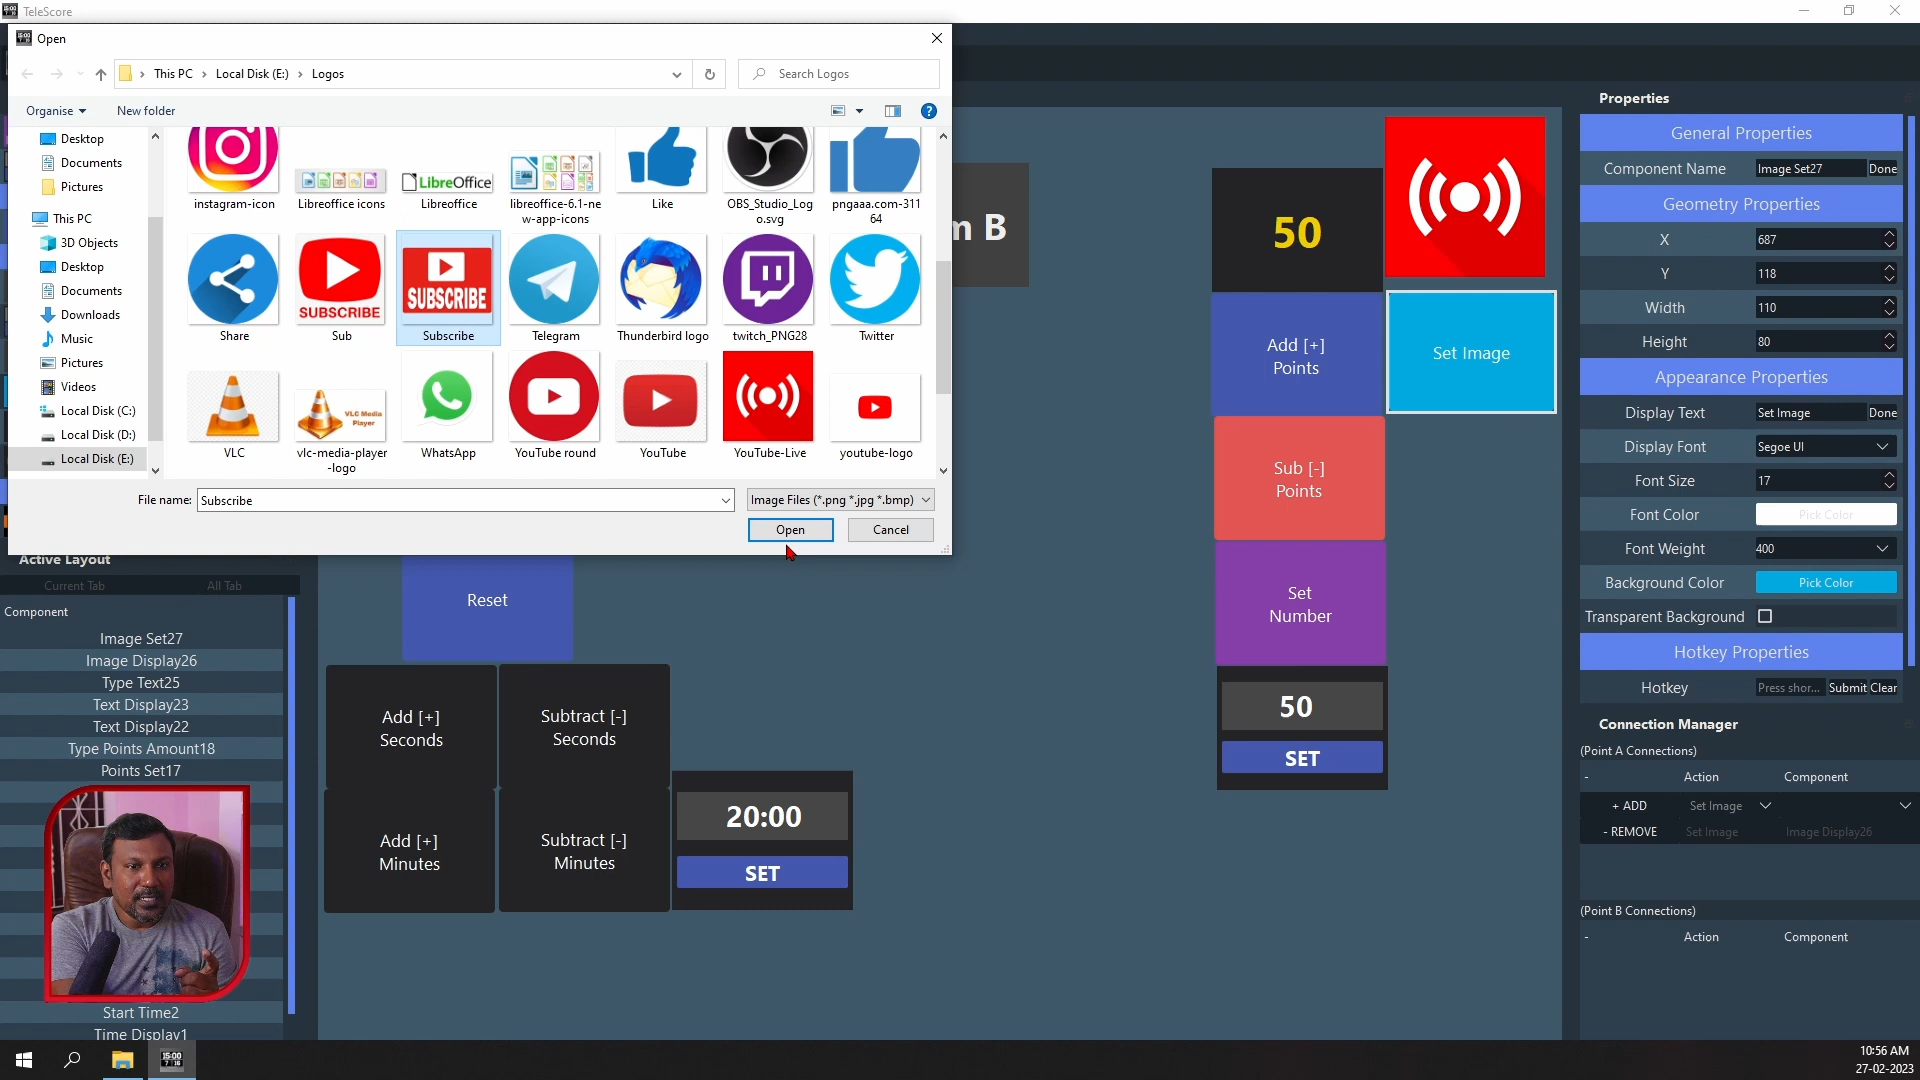 TeleScore
Open
This PC
Local Disk (E:)
Logos
Search Logos
Organise
New folder
Desktop
Documents
Pictures
This PC
3D Objects
Desktop
Documents
Downloads
Music
Pictures
Videos
Local Disk (C:)
Local Disk (D:)
Local Disk (E:)
instagram-icon
Libreoffice icons
LibreOffice
Libreoffice
libreoffice-6.1-ne
w-app-icons
Like
OBS_Studio_Log
o.svg
pngaaa.com-311
64
Share
SUBSCRIBE
Sub
SUBSCRIBE
Subscribe
Telegram
Thunderbird logo
twitch_PNG28
Twitter
VLC
VLC Media
Player
vlc-media-player
-logo
WhatsApp
YouTube round
YouTube
YouTube-Live
youtube-logo
File name:
Subscribe
Image Files (*.png *.jpg *.bmp)
Open
Cancel
Active Layout
Current Tab
All Tab
Component
Image Set27
Image Display26
Type Text25
Text Display23
Text Display22
Type Points Amount18
Points Set17
Start Time2
Time Display1
Reset
Add [+]
Seconds
Subtract [-]
Seconds
Add [+]
Minutes
Subtract [-]
Minutes
20:00
SET
m B
50
Add [+]
Points
Set Image
Sub [-]
Points
Set
Number
50
SET
Properties
General Properties
Component Name Image Set27 Done
Geometry Properties
X 687
Y 118
Width 110
Height 80
Appearance Properties
Display Text Set Image Done
Display Font Segoe UI
Font Size 17
Font Color Pick Color
Font Weight 400
Background Color Pick Color
Transparent Background
Hotkey Properties
Hotkey Press shor... Submit Clear
Connection Manager
(Point A Connections)
- Action Component
+ ADD Set Image
- REMOVE Set Image Image Display26
(Point B Connections)
- Action Component
15:00
10:56 AM
27-02-2023